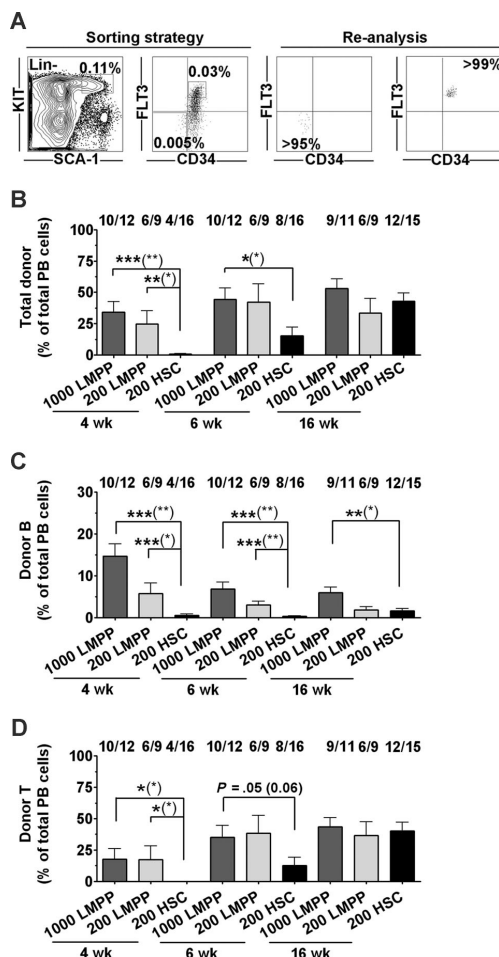 A
Sorting strategy
Re-analysis
Lin-
0.11%
KIT
SCA-1
0.03%
0.005%
FLT3
CD34
>95%
FLT3
CD34
>99%
FLT3
CD34
B
10/12 6/9 4/16 10/12 6/9 8/16 9/11 6/9 12/15
Total donor
(% of total PB cells)
100
75
50
25
0
***(**)
**(*)
*(*)
1000 LMPP 200 LMPP 200 HSC 1000 LMPP 200 LMPP 200 HSC 1000 LMPP 200 LMPP 200 HSC
4 wk 6 wk 16 wk
C
10/12 6/9 4/16 10/12 6/9 8/16 9/11 6/9 12/15
Donor B
(% of total PB cells)
30
20
10
0
***(**)
***(*)
***(**)
***(**)
**(*)
1000 LMPP 200 LMPP 200 HSC 1000 LMPP 200 LMPP 200 HSC 1000 LMPP 200 LMPP 200 HSC
4 wk 6 wk 16 wk
D
10/12 6/9 4/16 10/12 6/9 8/16 9/11 6/9 12/15
Donor T
(% of total PB cells)
100
75
50
25
0
*(*)
*(*)
P = .05 (0.06)
1000 LMPP 200 LMPP 200 HSC 1000 LMPP 200 LMPP 200 HSC 1000 LMPP 200 LMPP 200 HSC
4 wk 6 wk 16 wk